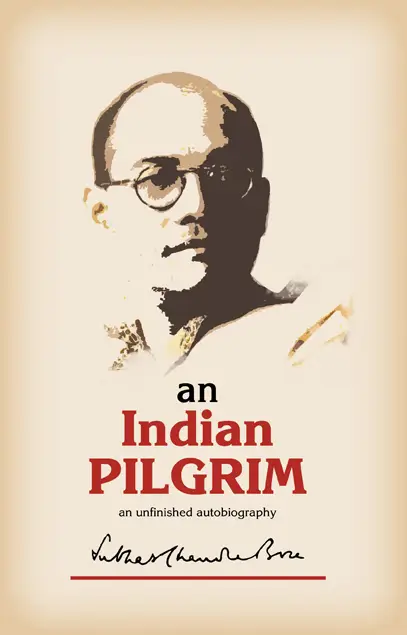 an
Indian
PILGRIM
an unfinished autobiography
Subhas Chandra Bose